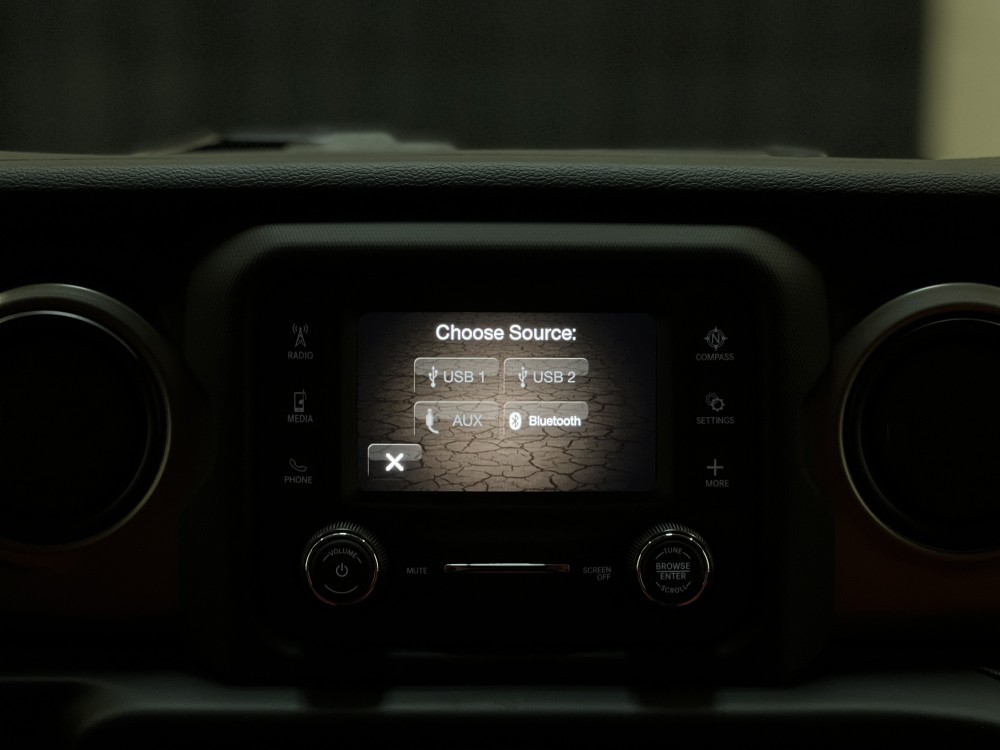 Choose Source:
USB 1
USB 2
AUX
Bluetooth
RADIO
MEDIA
PHONE
N
COMPASS
SETTINGS
MORE
VOLUME
MUTE
SCREEN
OFF
TUNE
BROWSE
ENTER
SCROLL